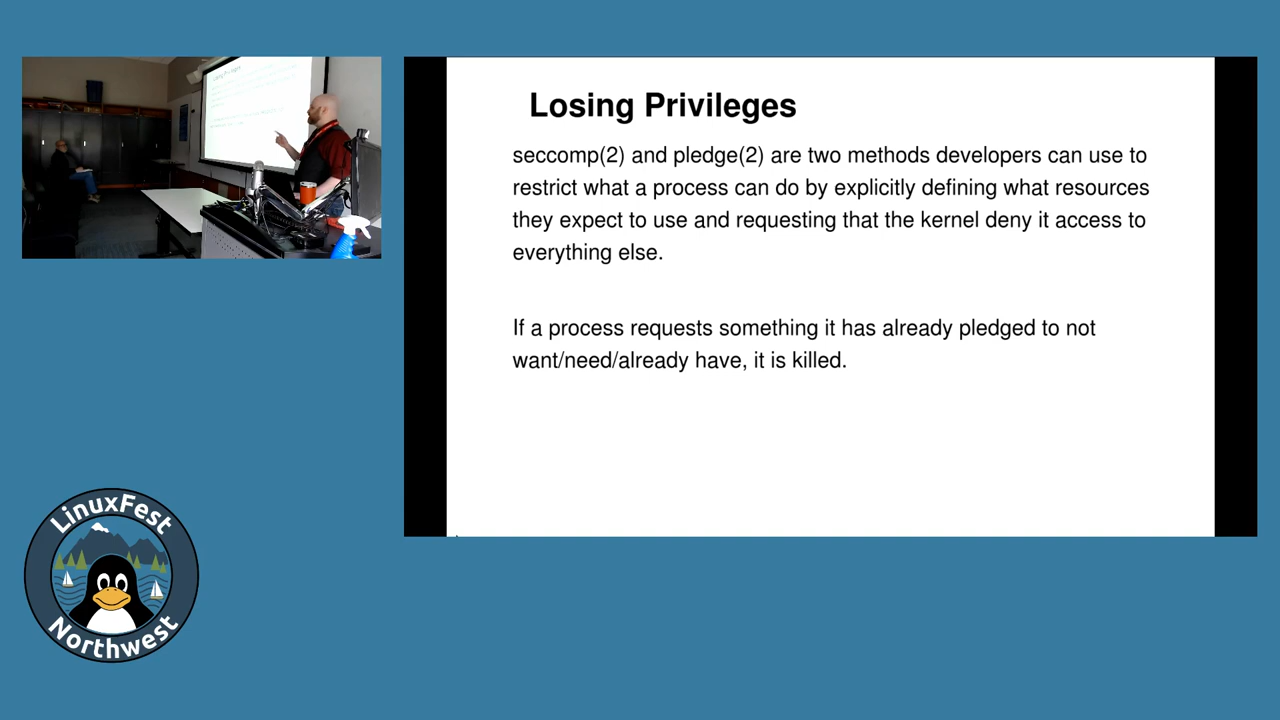 Losing Privileges
seccomp(2) and pledge(2) are two methods developers can use to
restrict what a process can do by explicitly defining what resources
they expect to use and requesting that the kernel deny it access to
everything else.
If a process requests something it has already pledged to not
want/need/already have, it is killed.
LinuxFest
Northwest